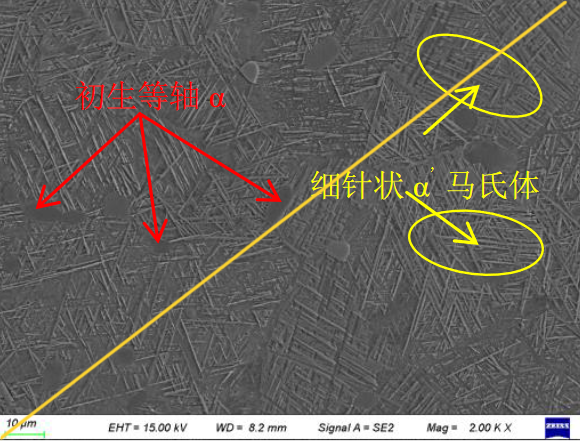 初生等轴 α
细针状 α' 马氏体
10 μm
EHT = 15.00 kV WD = 8.2 mm Signal A = SE2 Mag = 2.00 K X
ZEISS